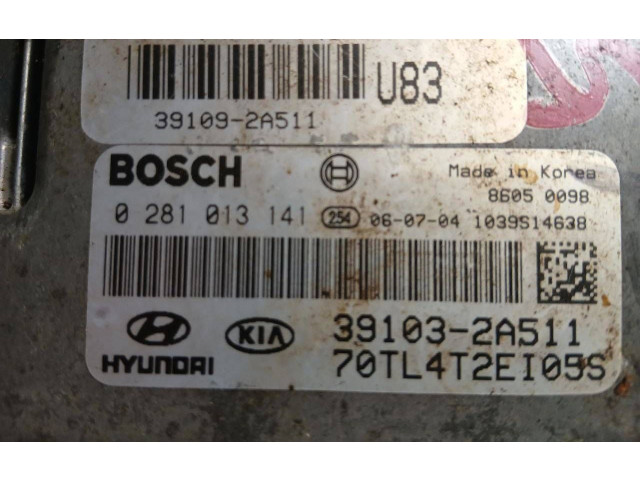 U83
39109-2A511
BOSCH
Made in Korea
8605 0098
0 281 013 141 254 06-07-04 1039S14638
HYUNDAI KIA 39103-2A511
70TL4T2EI05S